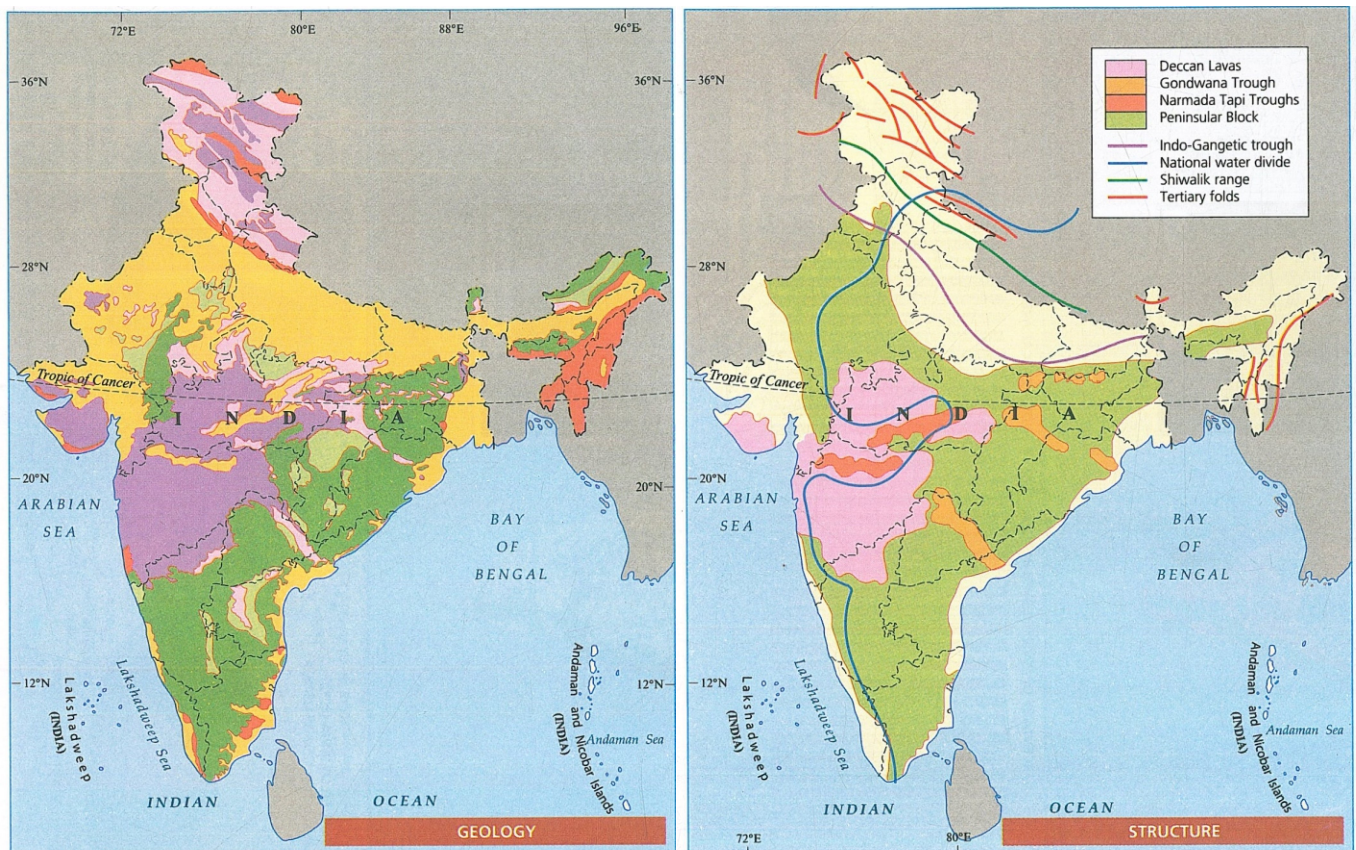 72°E
80°E
88°E
96°E
36°N
36°N
28°N
Tropic of Cancer
I N D I A
20°N
20°N
ARABIAN
SEA
BAY
OF
BENGAL
12°N
12°N
Lakshadweep
(INDIA)
Lakshadweep Sea
Andaman and Nicobar Islands
(INDIA)
Andaman Sea
INDIAN
OCEAN
GEOLOGY
Deccan Lavas
Gondwana Trough
Narmada Tapi Troughs
Peninsular Block
Indo-Gangetic trough
National water divide
Shiwalik range
Tertiary folds
36°N
28°N
Tropic of Cancer
I N D I A
20°N
20°N
ARABIAN
SEA
BAY
OF
BENGAL
12°N
12°N
Lakshadweep
(INDIA)
Lakshadweep Sea
Andaman and Nicobar Islands
(INDIA)
Andaman Sea
INDIAN
OCEAN
72°E
80°E
STRUCTURE